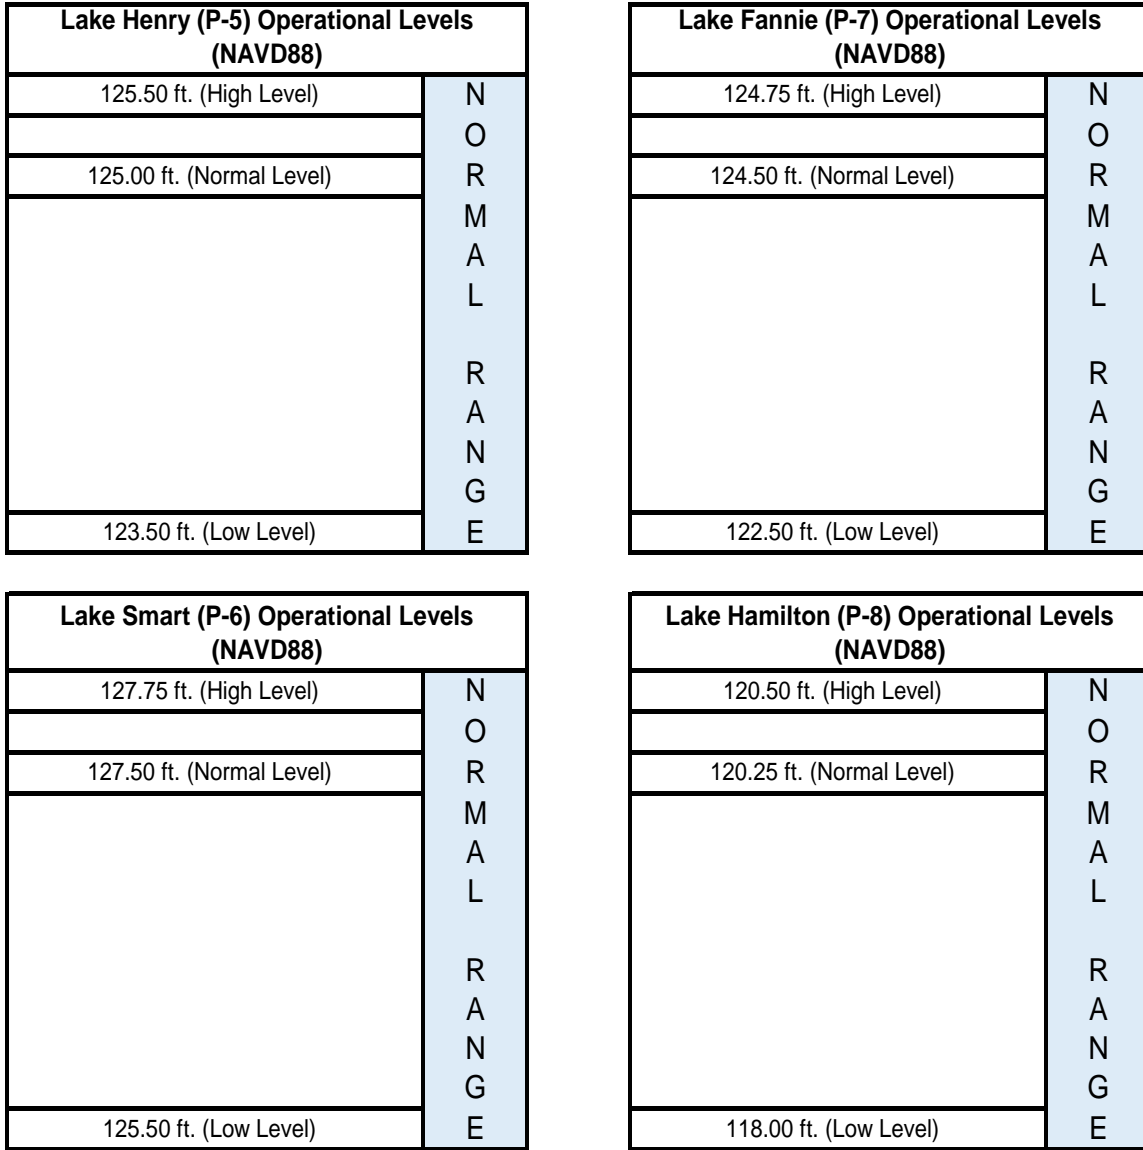 Lake Henry (P-5) Operational Levels
(NAVD88)
125.50 ft. (High Level)
125.00 ft. (Normal Level)
123.50 ft. (Low Level)
N
O
R
M
A
L
R
A
N
G
E
Lake Fannie (P-7) Operational Levels
(NAVD88)
124.75 ft. (High Level)
124.50 ft. (Normal Level)
122.50 ft. (Low Level)
N
O
R
M
A
L
R
A
N
G
E
Lake Smart (P-6) Operational Levels
(NAVD88)
127.75 ft. (High Level)
127.50 ft. (Normal Level)
125.50 ft. (Low Level)
N
O
R
M
A
L
R
A
N
G
E
Lake Hamilton (P-8) Operational Levels
(NAVD88)
120.50 ft. (High Level)
120.25 ft. (Normal Level)
118.00 ft. (Low Level)
N
O
R
M
A
L
R
A
N
G
E